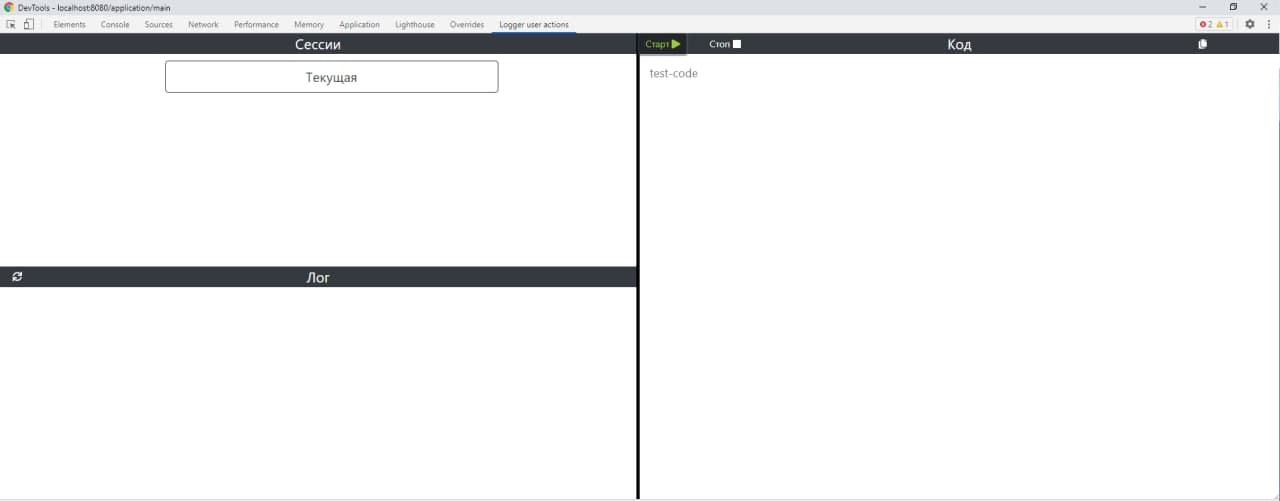 DevTools - localhost:8080/application/main
Elements Console Sources Network Performance Memory Application Lighthouse Overrides Logger user actions 2 1
Сессии
Старт Стоп Код
Текущая
test-code
Лог